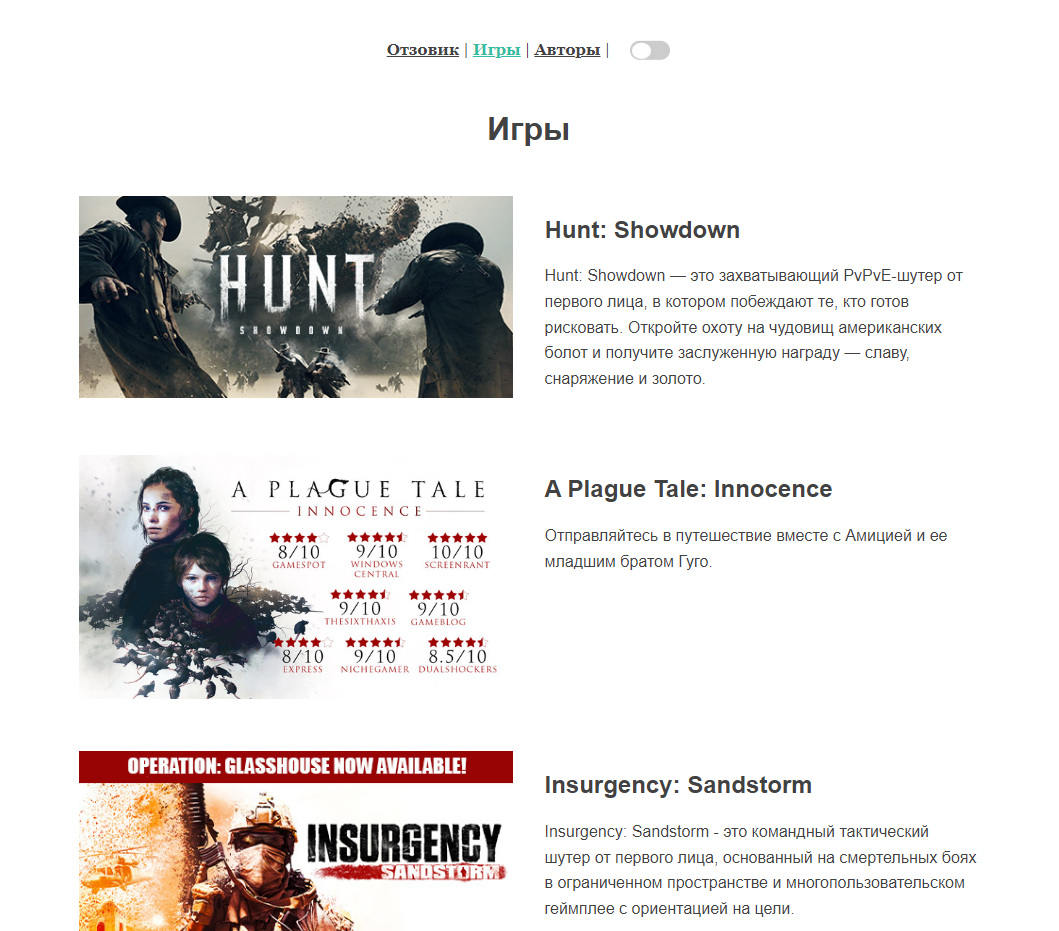 Отзовик | Игры | Авторы |
Игры
HUNT
SHOWDOWN
Hunt: Showdown
Hunt: Showdown — это захватывающий PvPvE-шутер от
первого лица, в котором побеждают те, кто готов
рисковать. Откройте охоту на чудовищ американских
болот и получите заслуженную награду — славу,
снаряжение и золото.
A PLAGUE TALE
INNOCENCE
8/10
GAMESPOT
9/10
WINDOWS
CENTRAL
10/10
SCREENRANT
9/10
THESIXTHAXIS
9/10
GAMEBLOG
8/10
EXPRESS
9/10
NICHEGAMER
8.5/10
DUALSHOCKERS
A Plague Tale: Innocence
Отправляйтесь в путешествие вместе с Амицией и ее
младшим братом Гуго.
OPERATION: GLASSHOUSE NOW AVAILABLE!
INSURGENCY
SANDSTORM
Insurgency: Sandstorm
Insurgency: Sandstorm - это командный тактический
шутер от первого лица, основанный на смертельных боях
в ограниченном пространстве и многопользовательском
геймплее с ориентацией на цели.